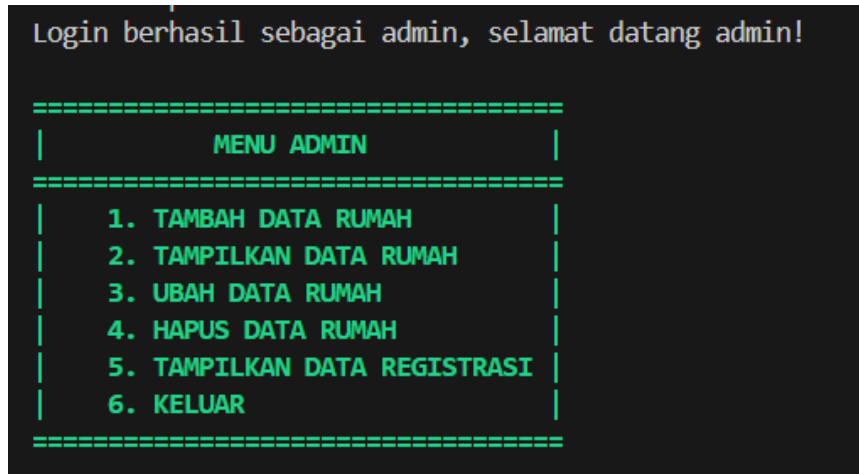 Login berhasil sebagai admin, selamat datang admin!
===================================
|           MENU ADMIN            |
===================================
|    1. TAMBAH DATA RUMAH         |
|    2. TAMPILKAN DATA RUMAH      |
|    3. UBAH DATA RUMAH           |
|    4. HAPUS DATA RUMAH          |
|    5. TAMPILKAN DATA REGISTRASI |
|    6. KELUAR                    |
===================================